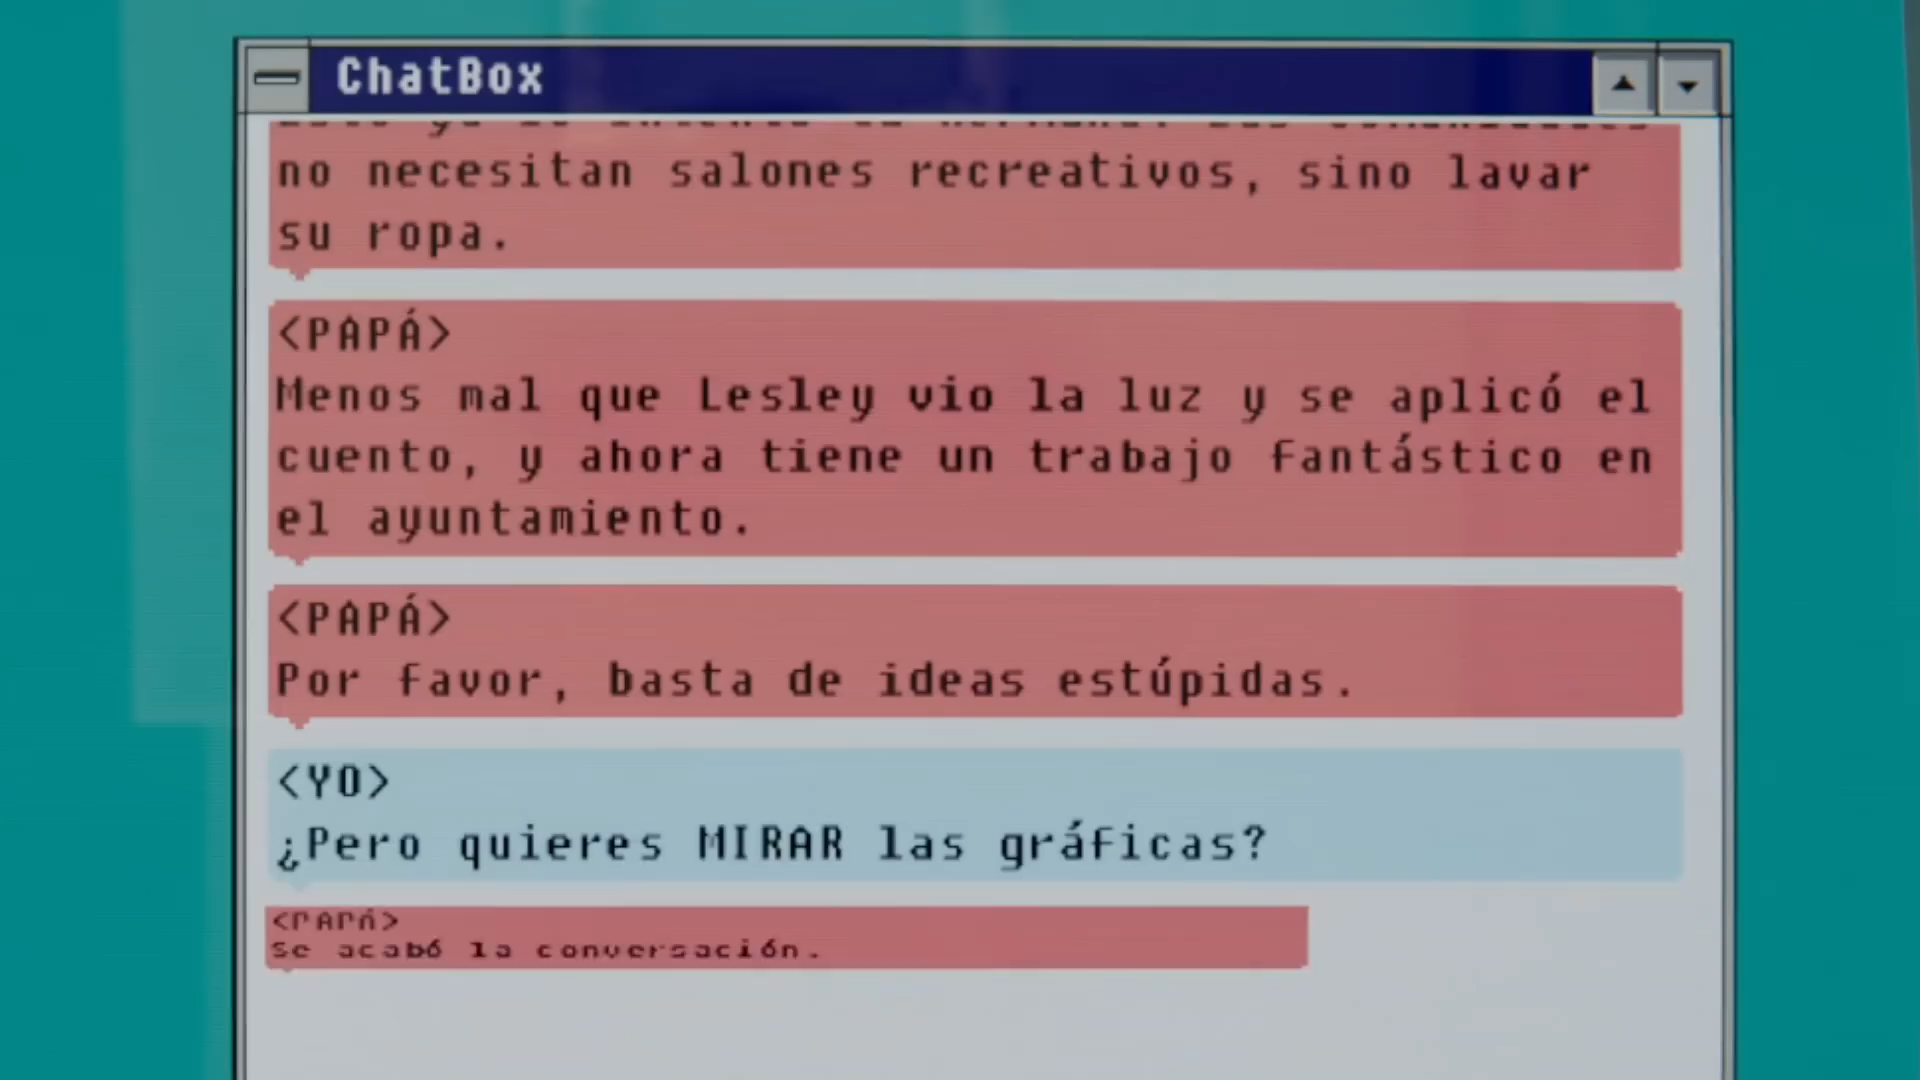 ChatBox
no necesitan salones recreativos, sino lavar
su ropa.
<PAPÁ>
Menos mal que Lesley vio la luz y se aplicó el
cuento, y ahora tiene un trabajo fantástico en
el ayuntamiento.
<PAPÁ>
Por favor, basta de ideas estúpidas.
<YO>
¿Pero quieres MIRAR las gráficas?
<PAPÁ>
Se acabó la conversación.